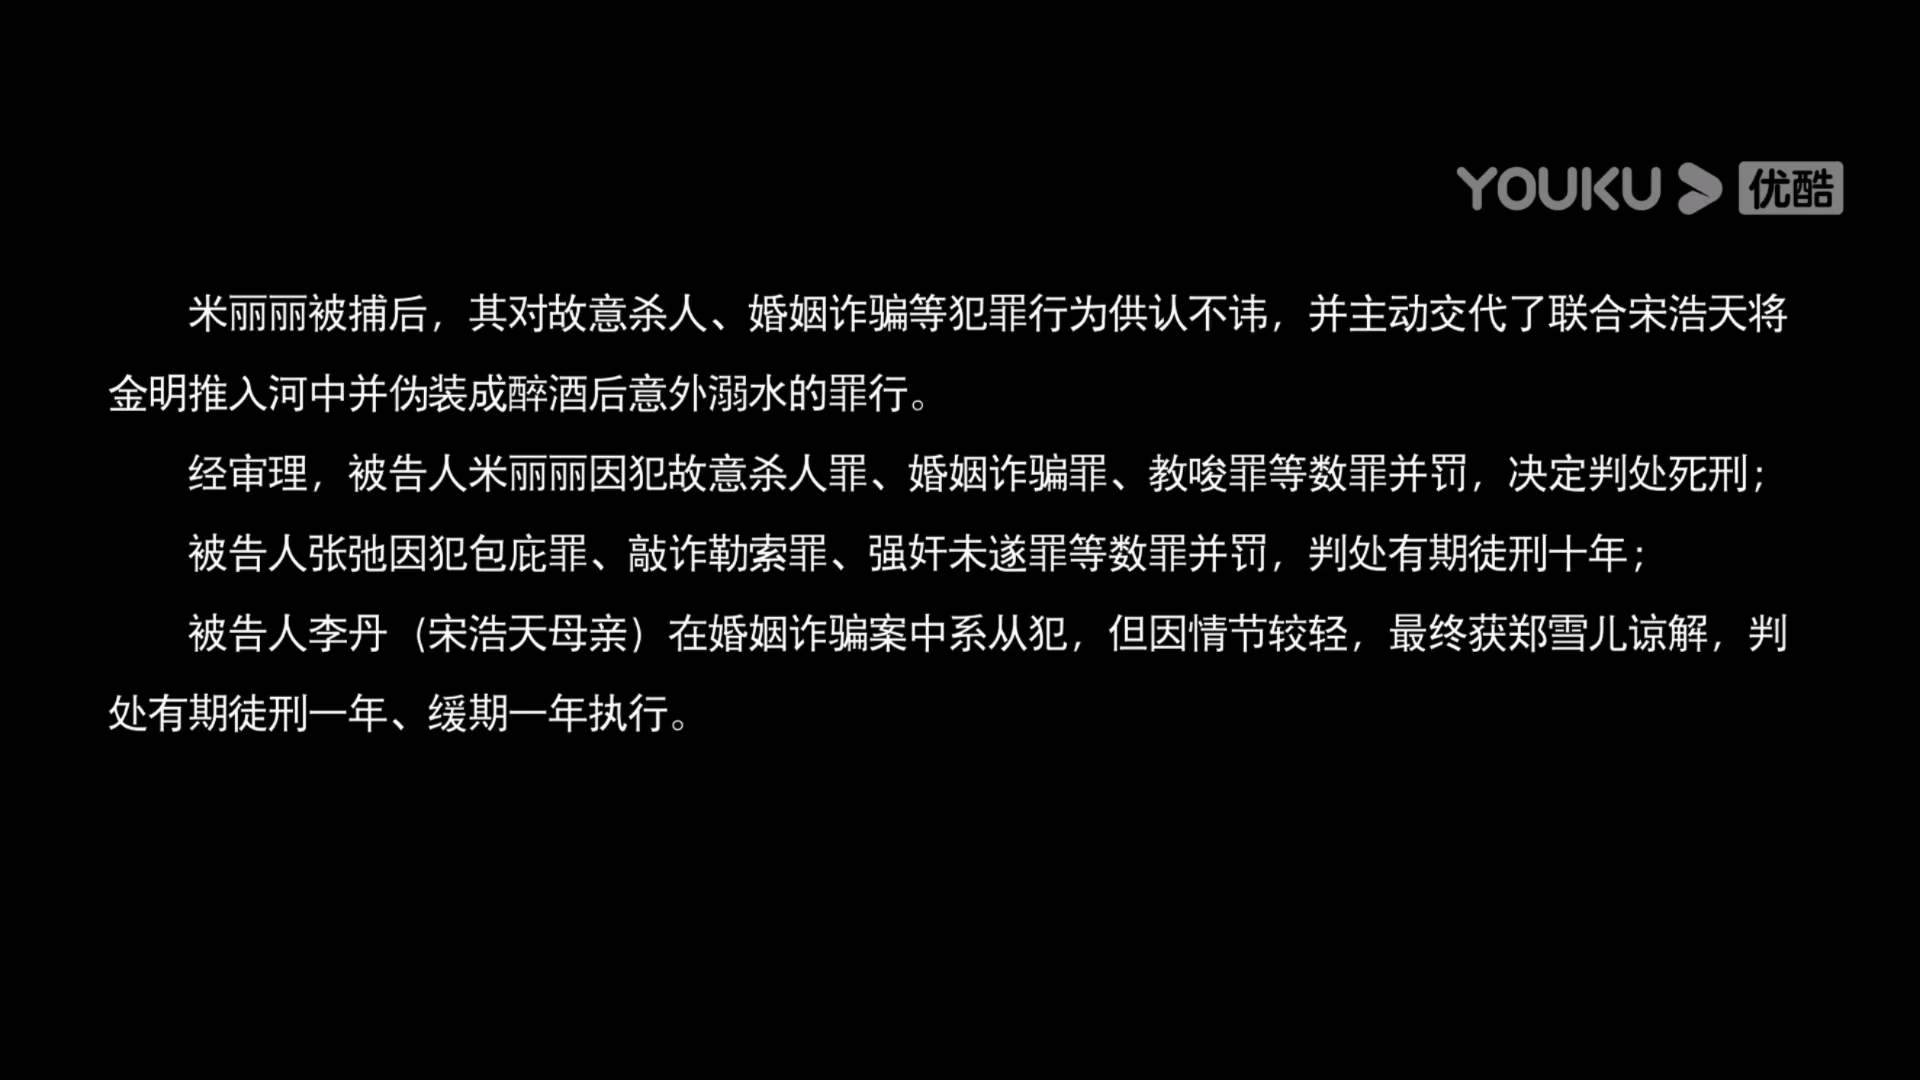 YOUKU 优酷
米丽丽被捕后，其对故意杀人、婚姻诈骗等犯罪行为供认不讳，并主动交代了联合宋浩天将
金明推入河中并伪装成醉酒后意外溺水的罪行。
经审理，被告人米丽丽因犯故意杀人罪、婚姻诈骗罪、教唆罪等数罪并罚，决定判处死刑；
被告人张弛因犯包庇罪、敲诈勒索罪、强奸未遂罪等数罪并罚，判处有期徒刑十年；
被告人李丹（宋浩天母亲）在婚姻诈骗案中系从犯，但因情节较轻，最终获郑雪儿谅解，判
处有期徒刑一年、缓期一年执行。